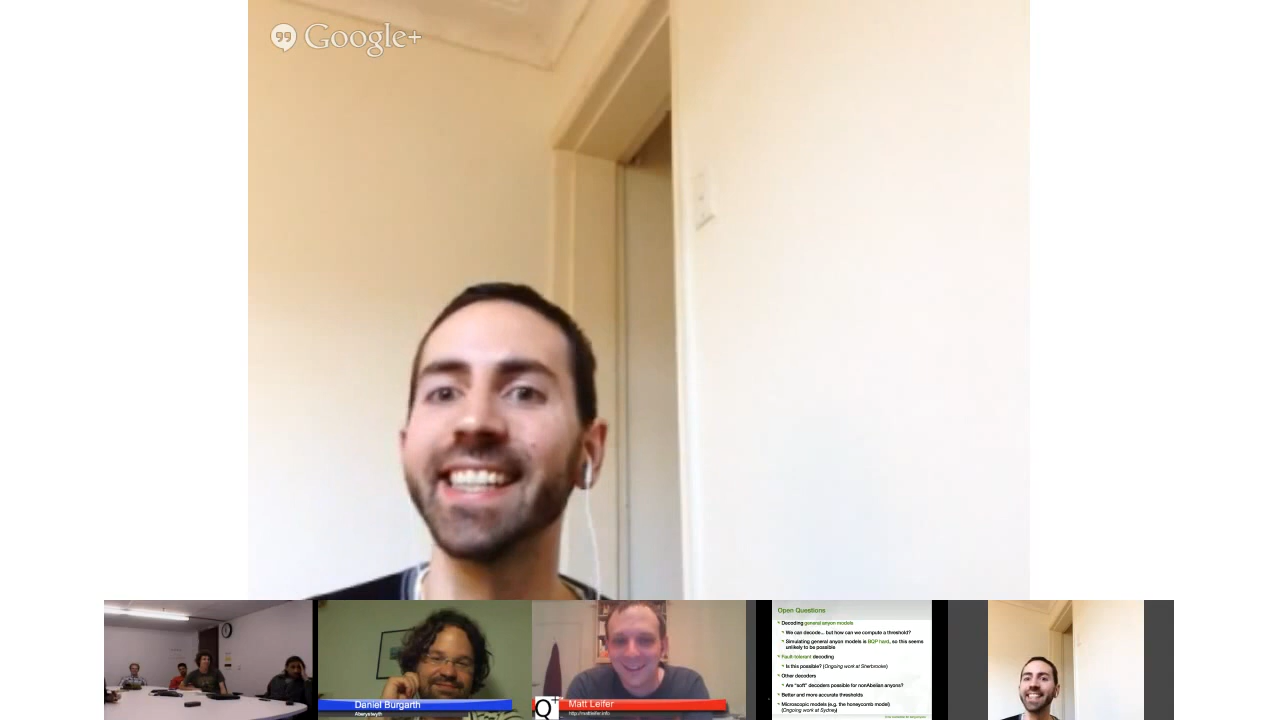 Google+
Daniel Burgarth
Aberystwyth
Q+
Matt Leifer
http://mattleifer.info
Open Questions
Decoding general anyon models
We can decode... but how can we compute a threshold?
Simulating general anyon models is BQP hard, so this seems
unlikely to be possible
Fault-tolerant decoding
Is this possible? (Ongoing work at Sherbrooke)
Other decoders
Are "soft" decoders possible for nonAbelian anyons?
Better and more accurate thresholds
Microscopic models (e.g. the honeycomb model)
(Ongoing work at Sydney)